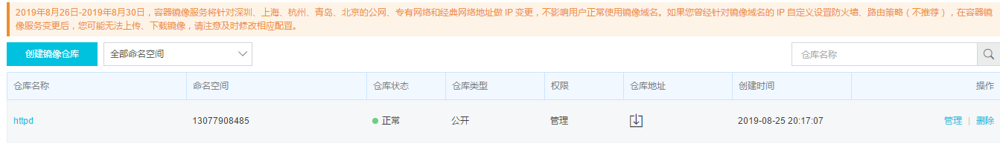 2019年8月26日-2019年8月30日，容器镜像服务将针对深圳、上海、杭州、青岛、北京的公网、专有网络和经典网络地址做 IP 变更，不影响用户正常使用镜像域名。如果您曾经针对镜像域名的 IP 自定义设置防火墙、路由策略（不推荐），在容器镜
像服务变更后，您可能无法上传、下载镜像，请注意及时修改相应配置。
创建镜像仓库 全部命名空间 仓库名称
仓库名称 命名空间 仓库状态 仓库类型 权限 仓库地址 创建时间 操作
httpd 13077908485 正常 公开 管理 2019-08-25 20:17:07 管理 | 删除